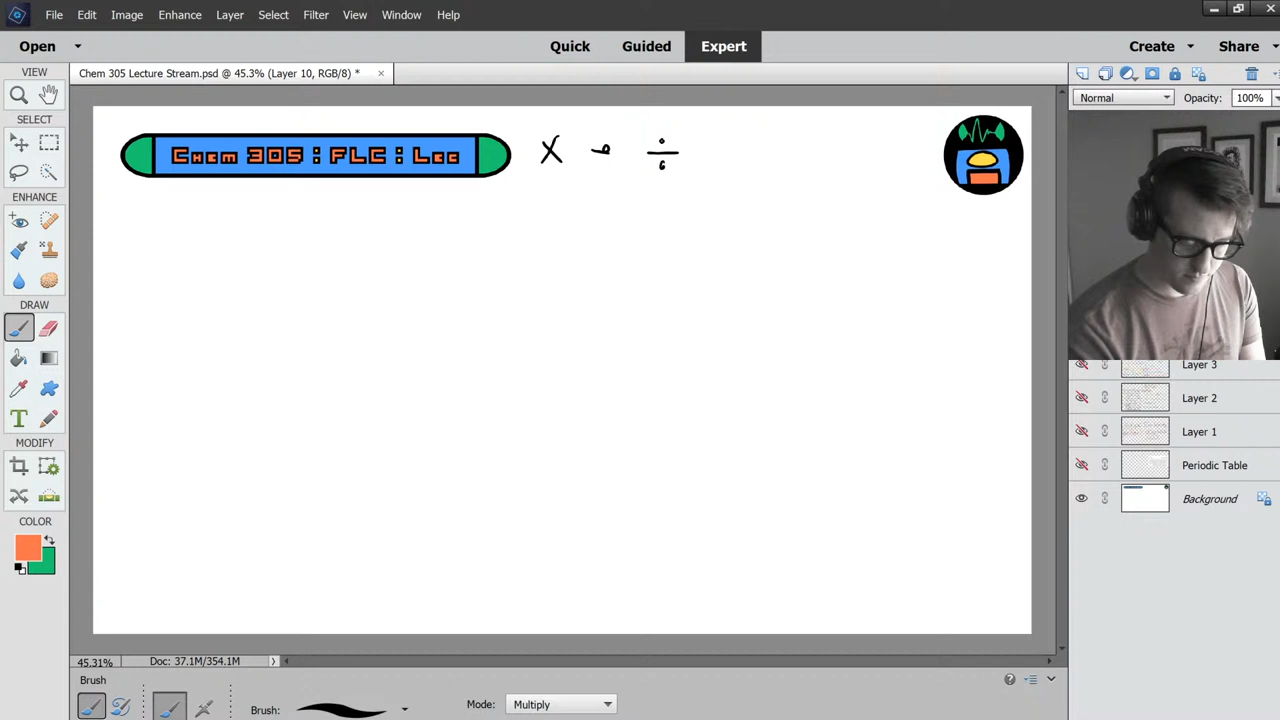 File Edit Image Enhance Layer Select Filter View Window Help
Open Quick Guided Expert Create Share
Chem 305 Lecture Stream.psd @ 45.3% (Layer 10, RGB/8) * ×
VIEW
SELECT
ENHANCE
DRAW
T
MODIFY
COLOR
Chem 305 : FLC : Lec
X → ÷
Normal Opacity: 100%
Layer 3
Layer 2
Layer 1
Periodic Table
Background
45.31% Doc: 37.1M/354.1M
Brush
Brush: Mode: Multiply